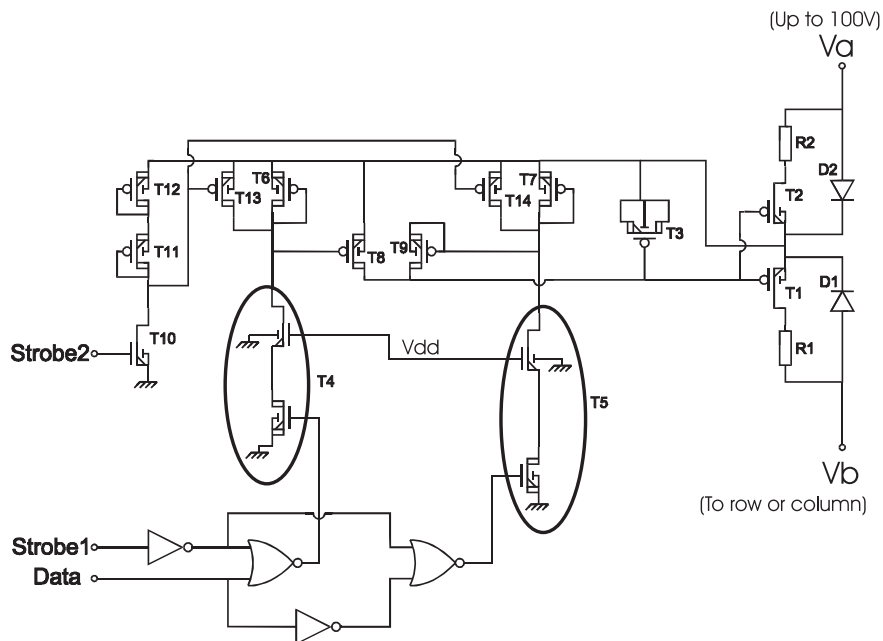 (Up to 100V)
Va
R2
D2
T6
T7
T12
T13
T14
T2
T11
T8
T9
T3
T1
D1
T10
Strobe2
Vdd
T4
T5
R1
Vb
(To row or column)
Strobe1
Data